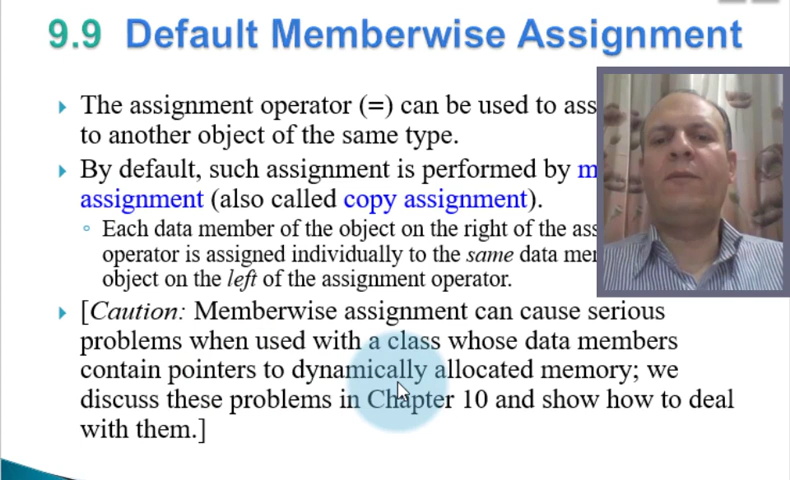 9.9 Default Memberwise Assignment
The assignment operator (=) can be used to
to another object of the same type.
By default, such assignment is performed by
assignment (also called copy assignment).
Each data member of the object on the right of the
operator is assigned individually to the same data
object on the left of the assignment operator.
[Caution: Memberwise assignment can cause serious
problems when used with a class whose data members
contain pointers to dynamically allocated memory; we
discuss these problems in Chapter 10 and show how to deal
with them.]